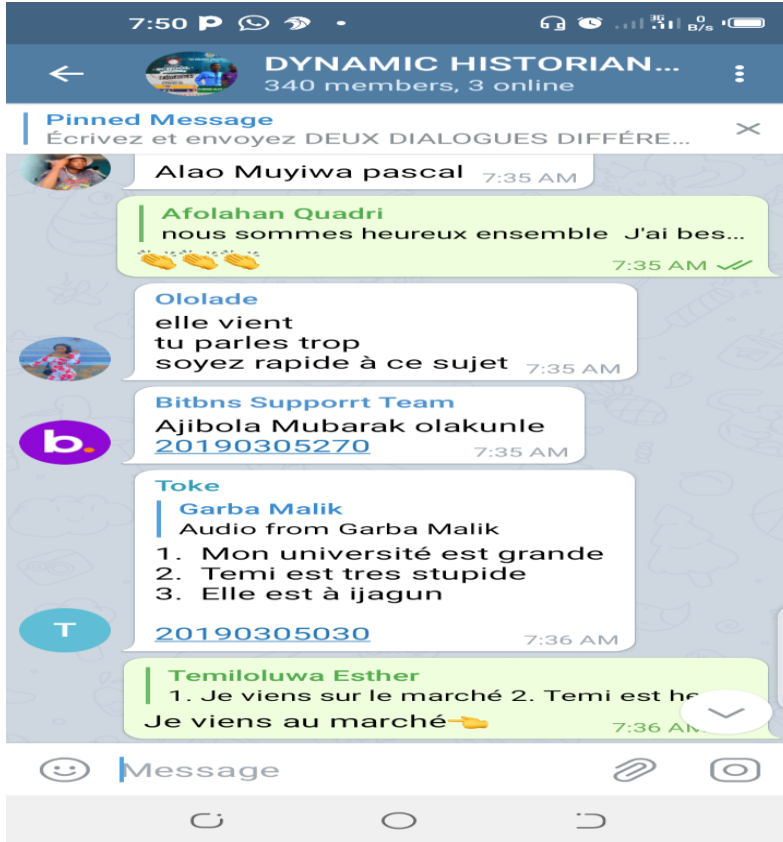 7:50
3G
0
B/s
DYNAMIC HISTORIAN...
340 members, 3 online
Pinned Message
Écrivez et envoyez DEUX DIALOGUES DIFFÉRE...
Alao Muyiwa pascal 7:35 AM
Afolahan Quadri
nous sommes heureux ensemble J'ai bes...
👏👏👏 7:35 AM
Ololade
elle vient
tu parles trop
soyez rapide à ce sujet 7:35 AM
b.
Bitbns Supporrt Team
Ajibola Mubarak olakunle
20190305270 7:35 AM
Toke
Garba Malik
Audio from Garba Malik
1. Mon université est grande
2. Temi est tres stupide
3. Elle est à ijagun
T
20190305030 7:36 AM
Temiloluwa Esther
1. Je viens sur le marché 2. Temi est he
Je viens au marché👈 7:36 AM
Message